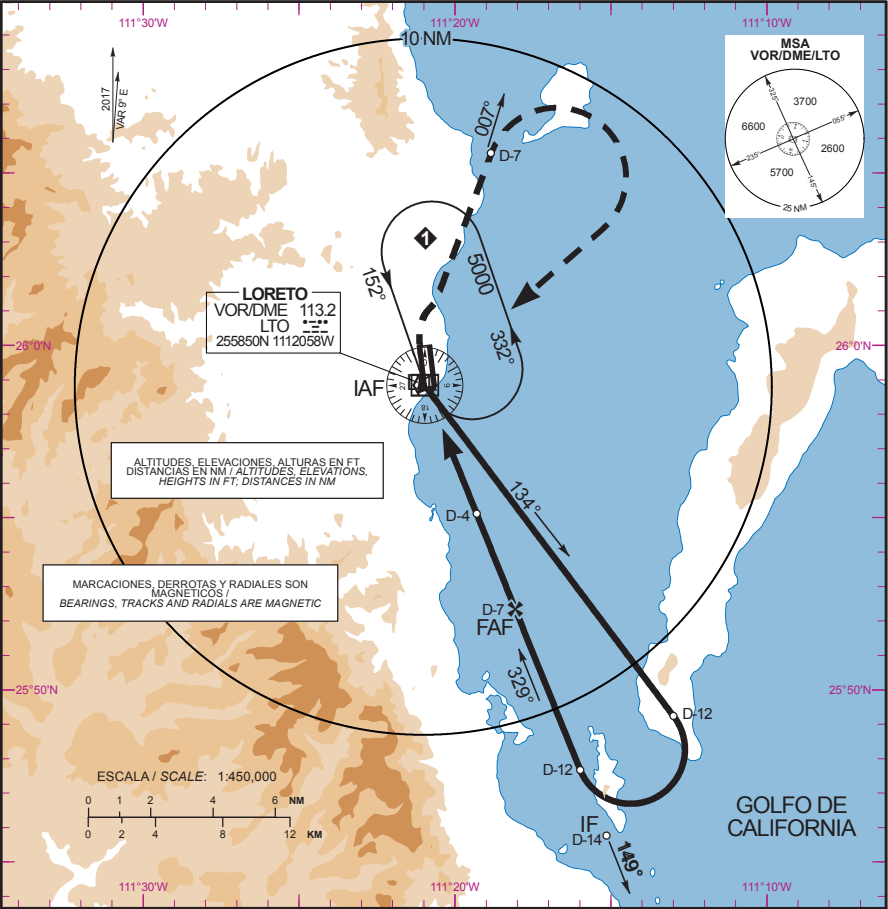 111°30'W
111°20'W
111°10'W
10 NM
2017
VAR 9° E
MSA
VOR/DME/LTO
325°
3700
055°
6600
2600
235°
5700
145°
25 NM
007°
D-7
1
152°
5000
332°
LORETO
VOR/DME 113.2
LTO
255850N 1112058W
26°0'N
26°0'N
IAF
27
9
18
ALTITUDES, ELEVACIONES, ALTURAS EN FT
DISTANCIAS EN NM / ALTITUDES, ELEVATIONS,
HEIGHTS IN FT; DISTANCES IN NM
134°
D-4
MARCACIONES, DERROTAS Y RADIALES SON
MAGNETICOS /
BEARINGS, TRACKS AND RADIALS ARE MAGNETIC
D-7
FAF
329°
25°50'N
25°50'N
D-12
D-12
ESCALA / SCALE: 1:450,000
0 1 2 4 6 NM
0 2 4 8 12 KM
IF
D-14
149°
GOLFO DE
CALIFORNIA
111°30'W
111°20'W
111°10'W